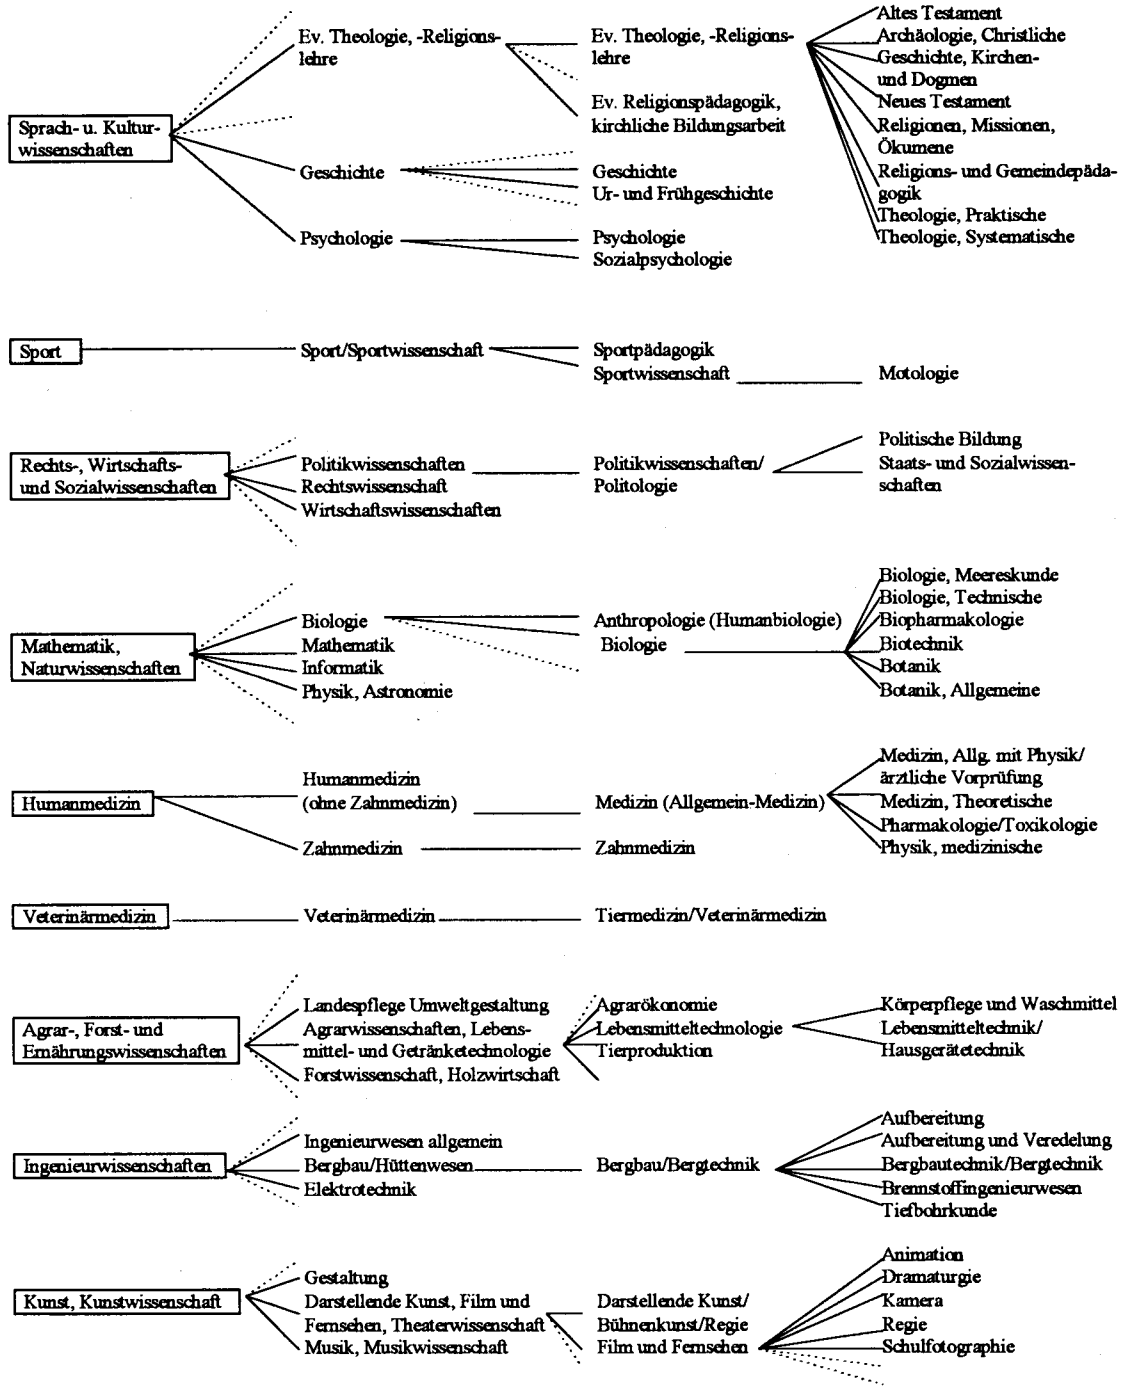 Altes Testament
Ev. Theologie, -Religions-
lehre
Ev. Theologie, -Religions-
lehre
Archäologie, Christliche
Geschichte, Kirchen-
und Dogmen
Ev. Religionspädagogik,
kirchliche Bildungsarbeit
Neues Testament
Religionen, Missionen,
Ökumene
Sprach- u. Kultur-
wissenschaften
Geschichte
Geschichte
Ur- und Frühgeschichte
Religions- und Gemeindepäda-
gogik
Theologie, Praktische
Theologie, Systematische
Psychologie
Psychologie
Sozialpsychologie
Sport
Sport/Sportwissenschaft
Sportpädagogik
Sportwissenschaft
Motologie
Rechts-, Wirtschafts-
und Sozialwissenschaften
Politikwissenschaften
Rechtswissenschaft
Wirtschaftswissenschaften
Politikwissenschaften/
Politologie
Politische Bildung
Staats- und Sozialwissen-
schaften
Mathematik,
Naturwissenschaften
Biologie
Mathematik
Informatik
Physik, Astronomie
Anthropologie (Humanbiologie)
Biologie
Biologie, Meereskunde
Biologie, Technische
Biopharmakologie
Biotechnik
Botanik
Botanik, Allgemeine
Humanmedizin
Humanmedizin
(ohne Zahnmedizin)
Zahnmedizin
Medizin (Allgemein-Medizin)
Zahnmedizin
Medizin, Allg. mit Physik/
ärztliche Vorprüfung
Medizin, Theoretische
Pharmakologie/Toxikologie
Physik, medizinische
Veterinärmedizin
Veterinärmedizin
Tiermedizin/Veterinärmedizin
Agrar-, Forst- und
Ernährungswissenschaften
Landespflege Umweltgestaltung
Agrarwissenschaften, Lebens-
mittel- und Getränketechnologie
Forstwissenschaft, Holzwirtschaft
Agrarökonomie
Lebensmitteltechnologie
Tierproduktion
Körperpflege und Waschmittel
Lebensmitteltechnik/
Hausgerätetechnik
Ingenieurwissenschaften
Ingenieurwesen allgemein
Bergbau/Hüttenwesen
Elektrotechnik
Bergbau/Bergtechnik
Aufbereitung
Aufbereitung und Veredelung
Bergbautechnik/Bergtechnik
Brennstoffingenieurwesen
Tiefbohrkunde
Kunst, Kunstwissenschaft
Gestaltung
Darstellende Kunst, Film und
Fernsehen, Theaterwissenschaft
Musik, Musikwissenschaft
Darstellende Kunst/
Bühnenkunst/Regie
Film und Fernsehen
Animation
Dramaturgie
Kamera
Regie
Schulfotographie